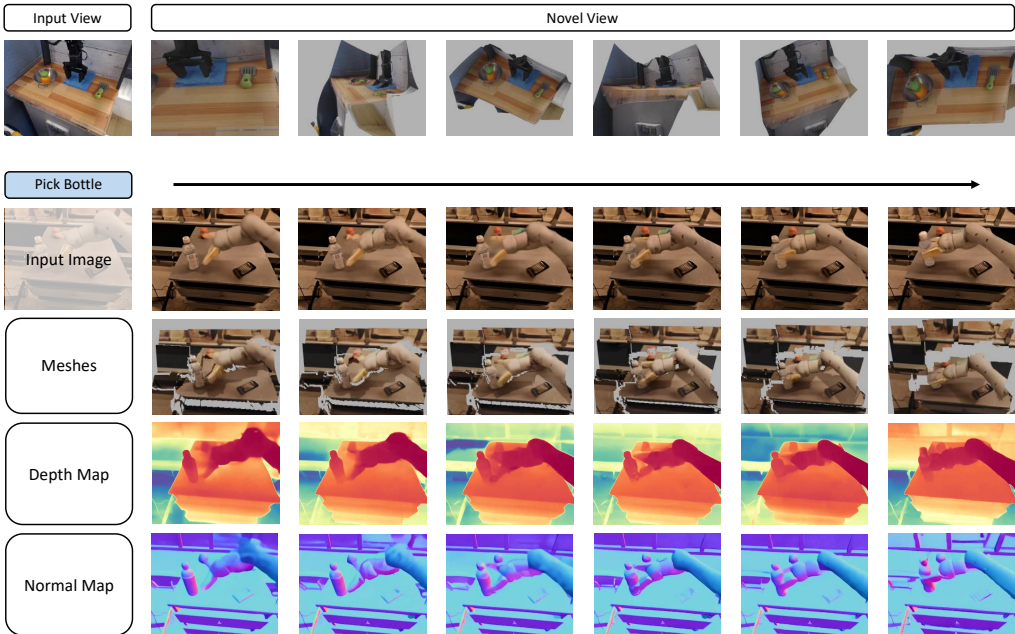 Input View
Novel View
Pick Bottle
Input Image
Meshes
Depth Map
Normal Map